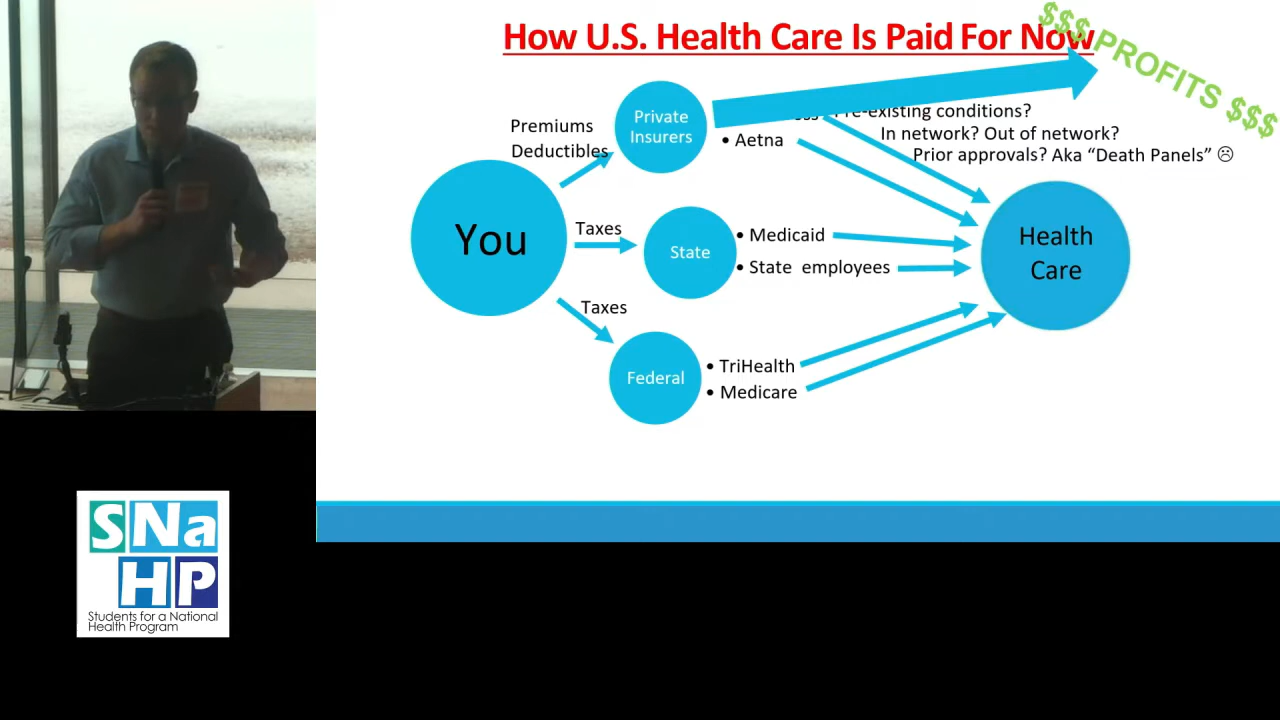 How U.S. Health Care Is Paid For Now
$$$ PROFITS $$$
Premiums
Deductibles
Private
Insurers
Pre-existing conditions?
• Aetna
In network? Out of network?
Prior approvals? Aka “Death Panels” ☹
You
Taxes
State
• Medicaid
• State employees
Health
Care
Taxes
Federal
• TriHealth
• Medicare
SNa
HP
Students for a National
Health Program